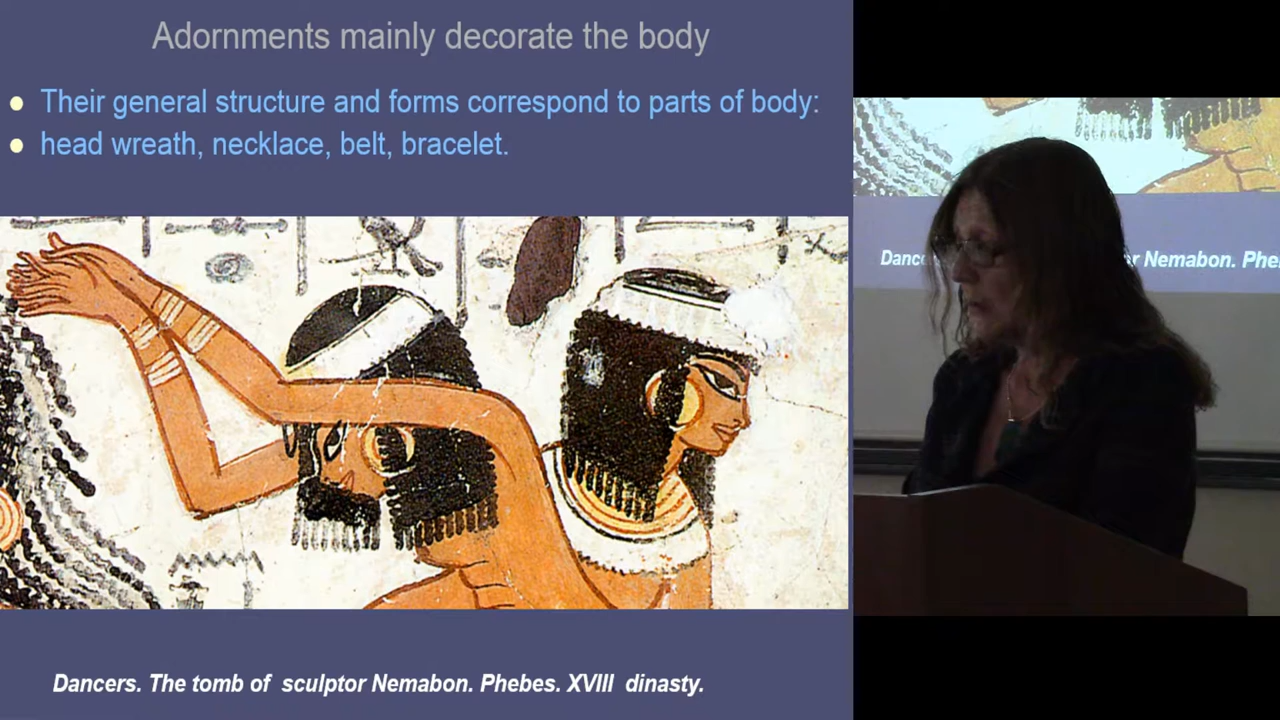 Adornments mainly decorate the body
Their general structure and forms correspond to parts of body:
head wreath, necklace, belt, bracelet.
Dancers. The tomb of sculptor Nemabon. Phebes. XVIII dinasty.
Nemabon.